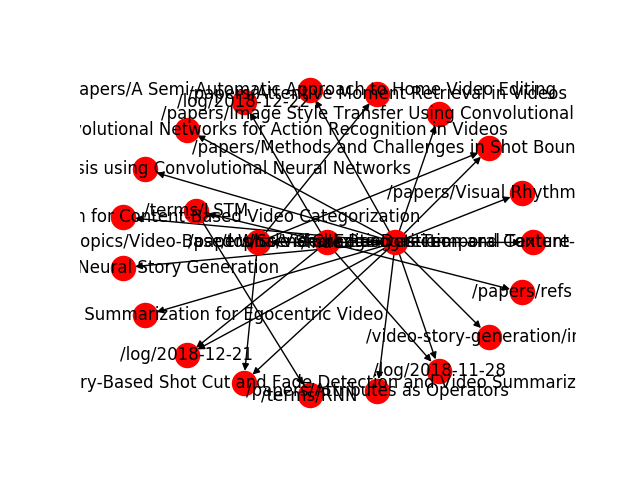 apers/A Semi-Automatic Approach to Home Video Editing
/papers/Attentive Moment Retrieval in Videos
/log/2018-12-22
/papers/Image Style Transfer Using Convolutional
volutional Networks for Action Recognition in Videos
/papers/Methods and Challenges in Shot Boun
sis using Convolutional Neural Networks
/papers/Visual Rhythm
/terms/LSTM
n for Content-Based Video Categorization
opics/Video-Based
Neural Story Generation
/papers/refs
Summarization for Egocentric Video
/video-story-generation/in
/log/2018-12-21
/log/2018-11-28
ry-Based Shot Cut and Fade Detection and Video Summariz
/papers/Attributes as Operators
/terms/RNN